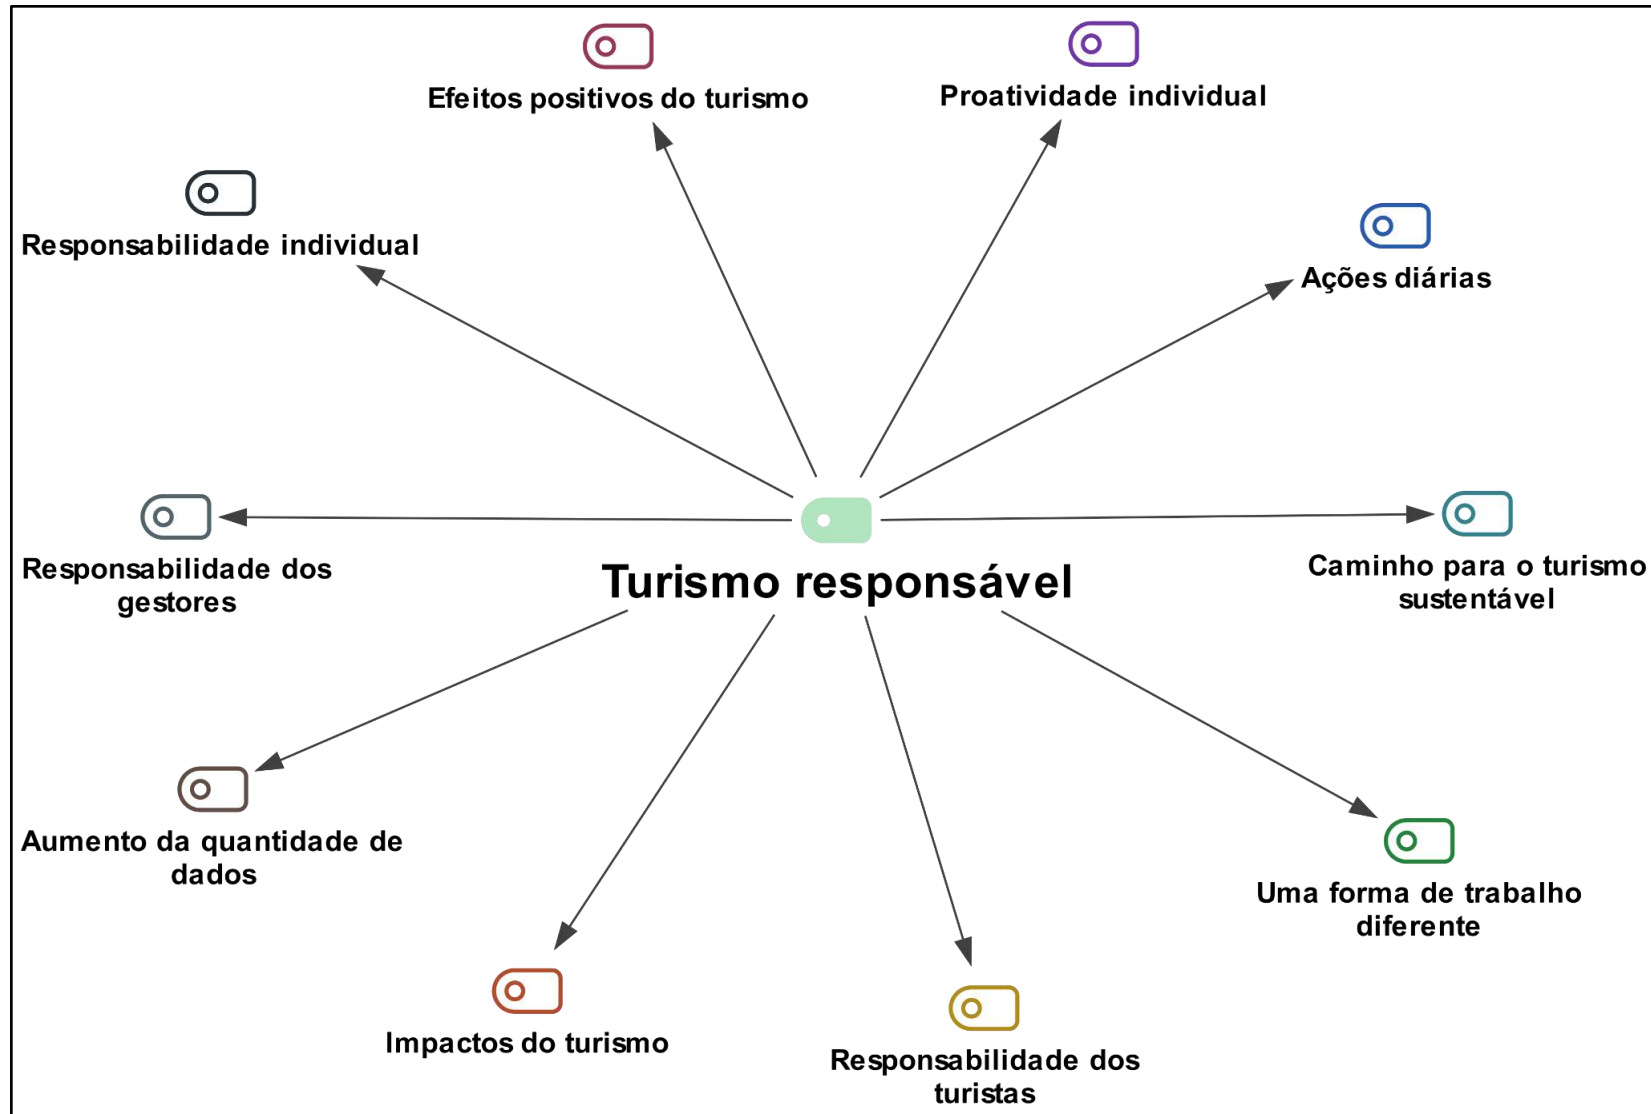 Efeitos positivos do turismo
Proatividade individual
Responsabilidade individual
Ações diárias
Turismo responsável
Responsabilidade dos
gestores
Caminho para o turismo
sustentável
Aumento da quantidade de
dados
Uma forma de trabalho
diferente
Impactos do turismo
Responsabilidade dos
turistas